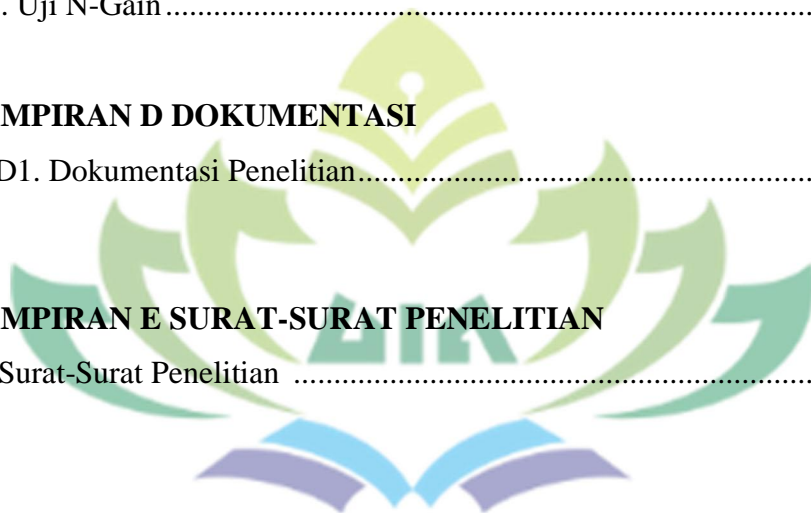 . Uji N-Gain................................................................................
MPIRAN D DOKUMENTASI
D1. Dokumentasi Penelitian.........................................................
MPIRAN E SURAT-SURAT PENELITIAN
Surat-Surat Penelitian .................................................................